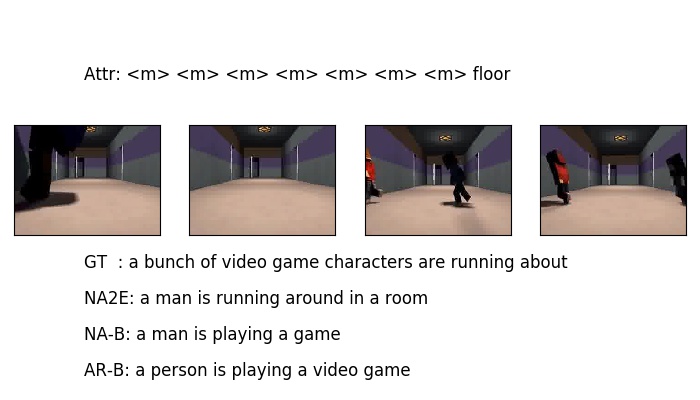 Attr: <m> <m> <m> <m> <m> <m> <m> floor
GT : a bunch of video game characters are running about
NA2E: a man is running around in a room
NA-B: a man is playing a game
AR-B: a person is playing a video game